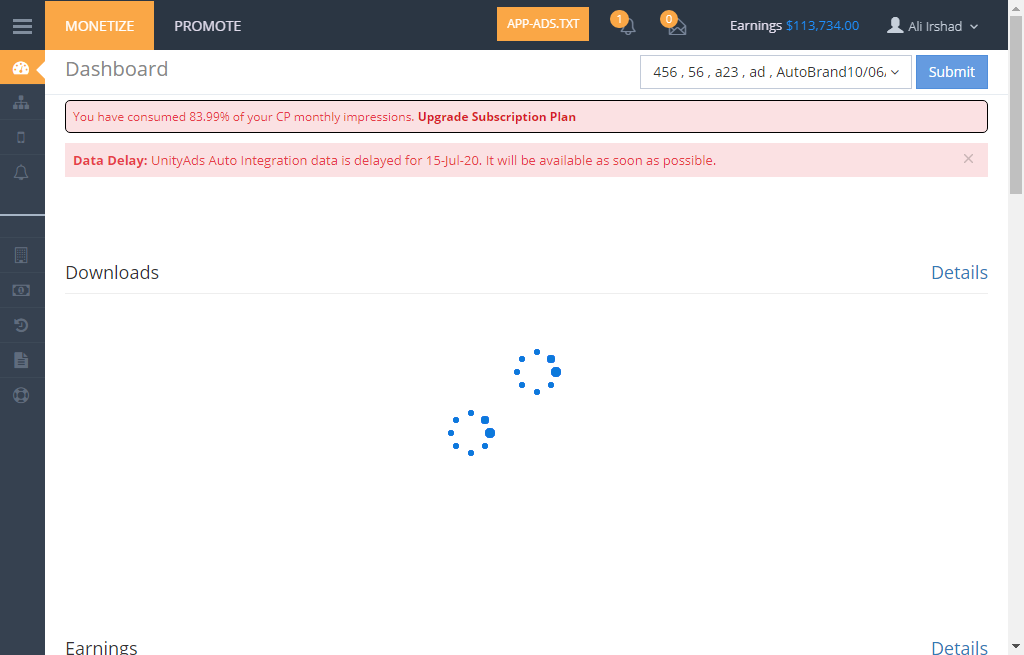 MONETIZE
PROMOTE
APP-ADS.TXT
1
0
Earnings $113,734.00
Ali Irshad
Dashboard
456 , 56 , a23 , ad , AutoBrand10/06/
Submit
You have consumed 83.99% of your CP monthly impressions. Upgrade Subscription Plan
Data Delay: UnityAds Auto Integration data is delayed for 15-Jul-20. It will be available as soon as possible.
Downloads
Details
Earnings
Details